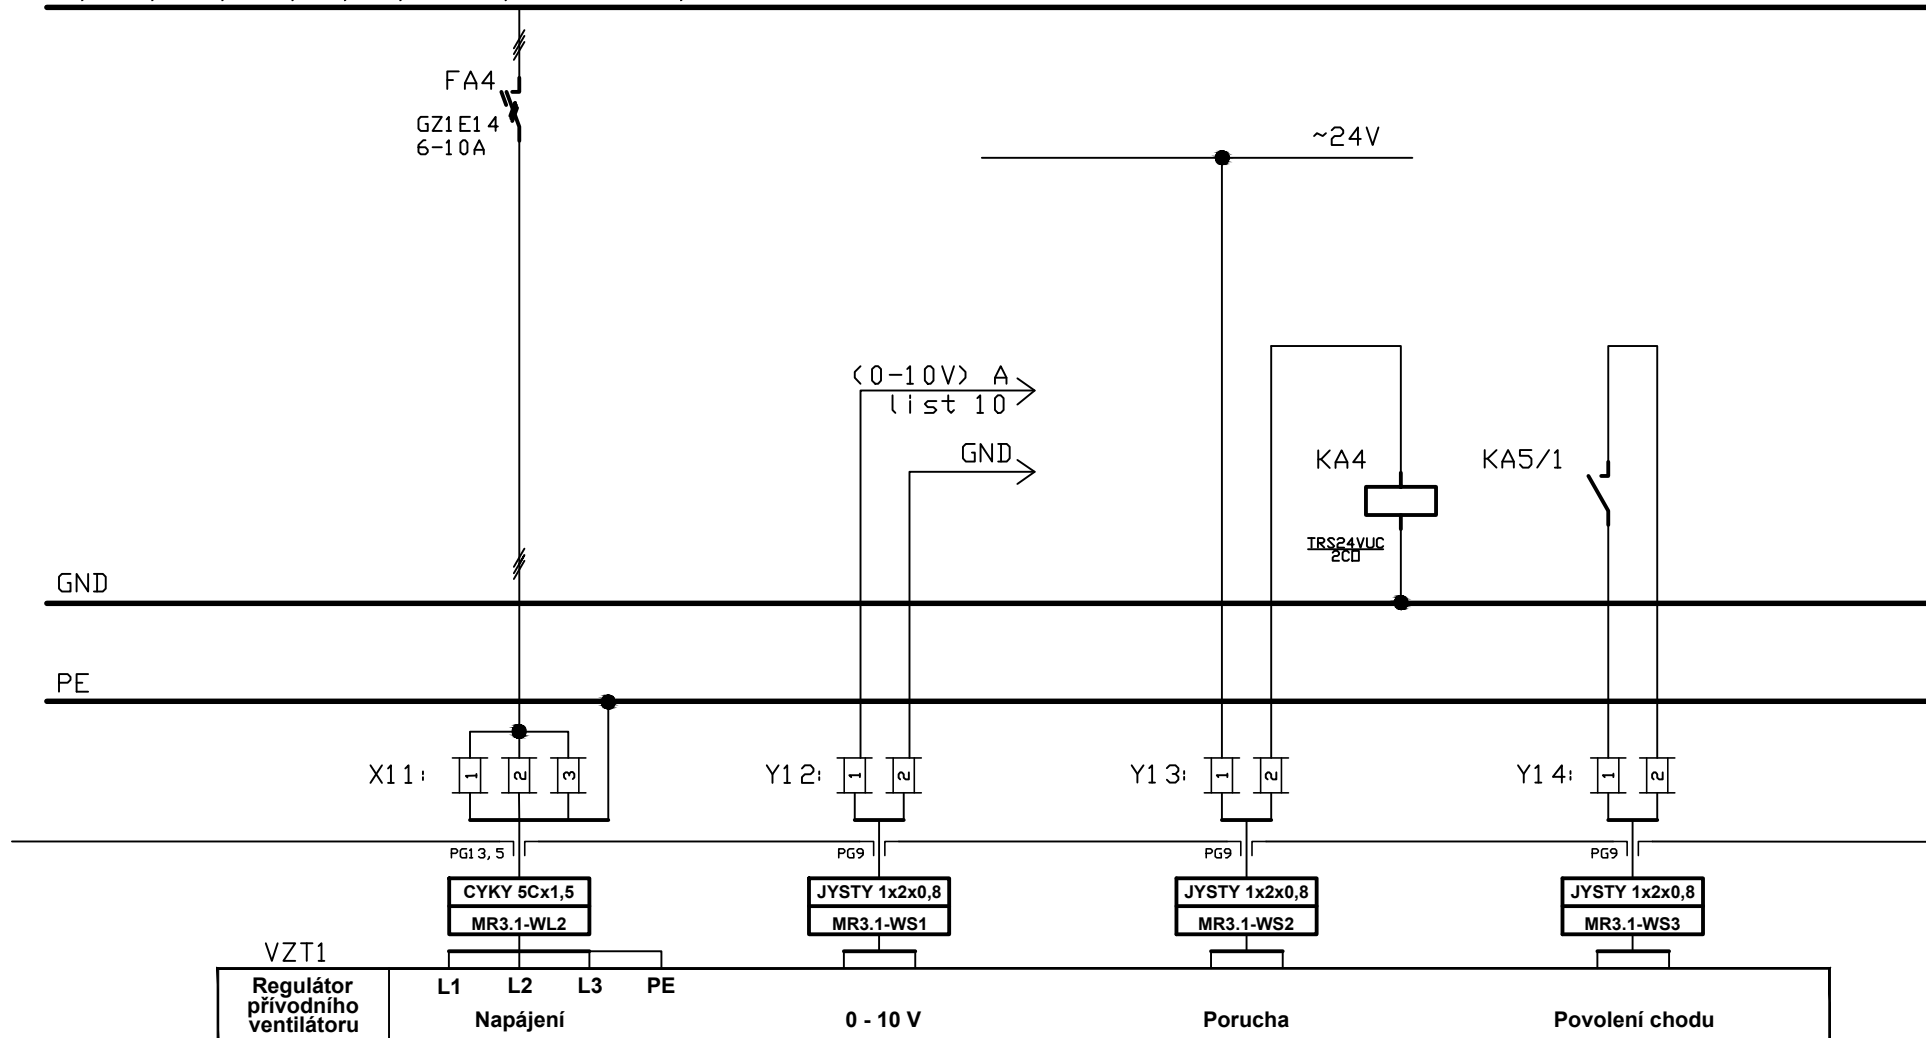 FA4
GZ1E14
6-10A
~24V
(0-10V) A
list 10
GND
KA4
KA5/1
TRS24VUC
2CO
GND
PE
X11:
1
2
3
Y12:
1
2
Y13:
1
2
Y14:
1
2
PG13,5
PG9
PG9
PG9
CYKY 5Cx1,5
JYSTY 1x2x0,8
JYSTY 1x2x0,8
JYSTY 1x2x0,8
MR3.1-WL2
MR3.1-WS1
MR3.1-WS2
MR3.1-WS3
VZT1
Regulátor
přívodního
ventilátoru
L1
L2
L3
PE
Napájení
0 - 10 V
Porucha
Povolení chodu